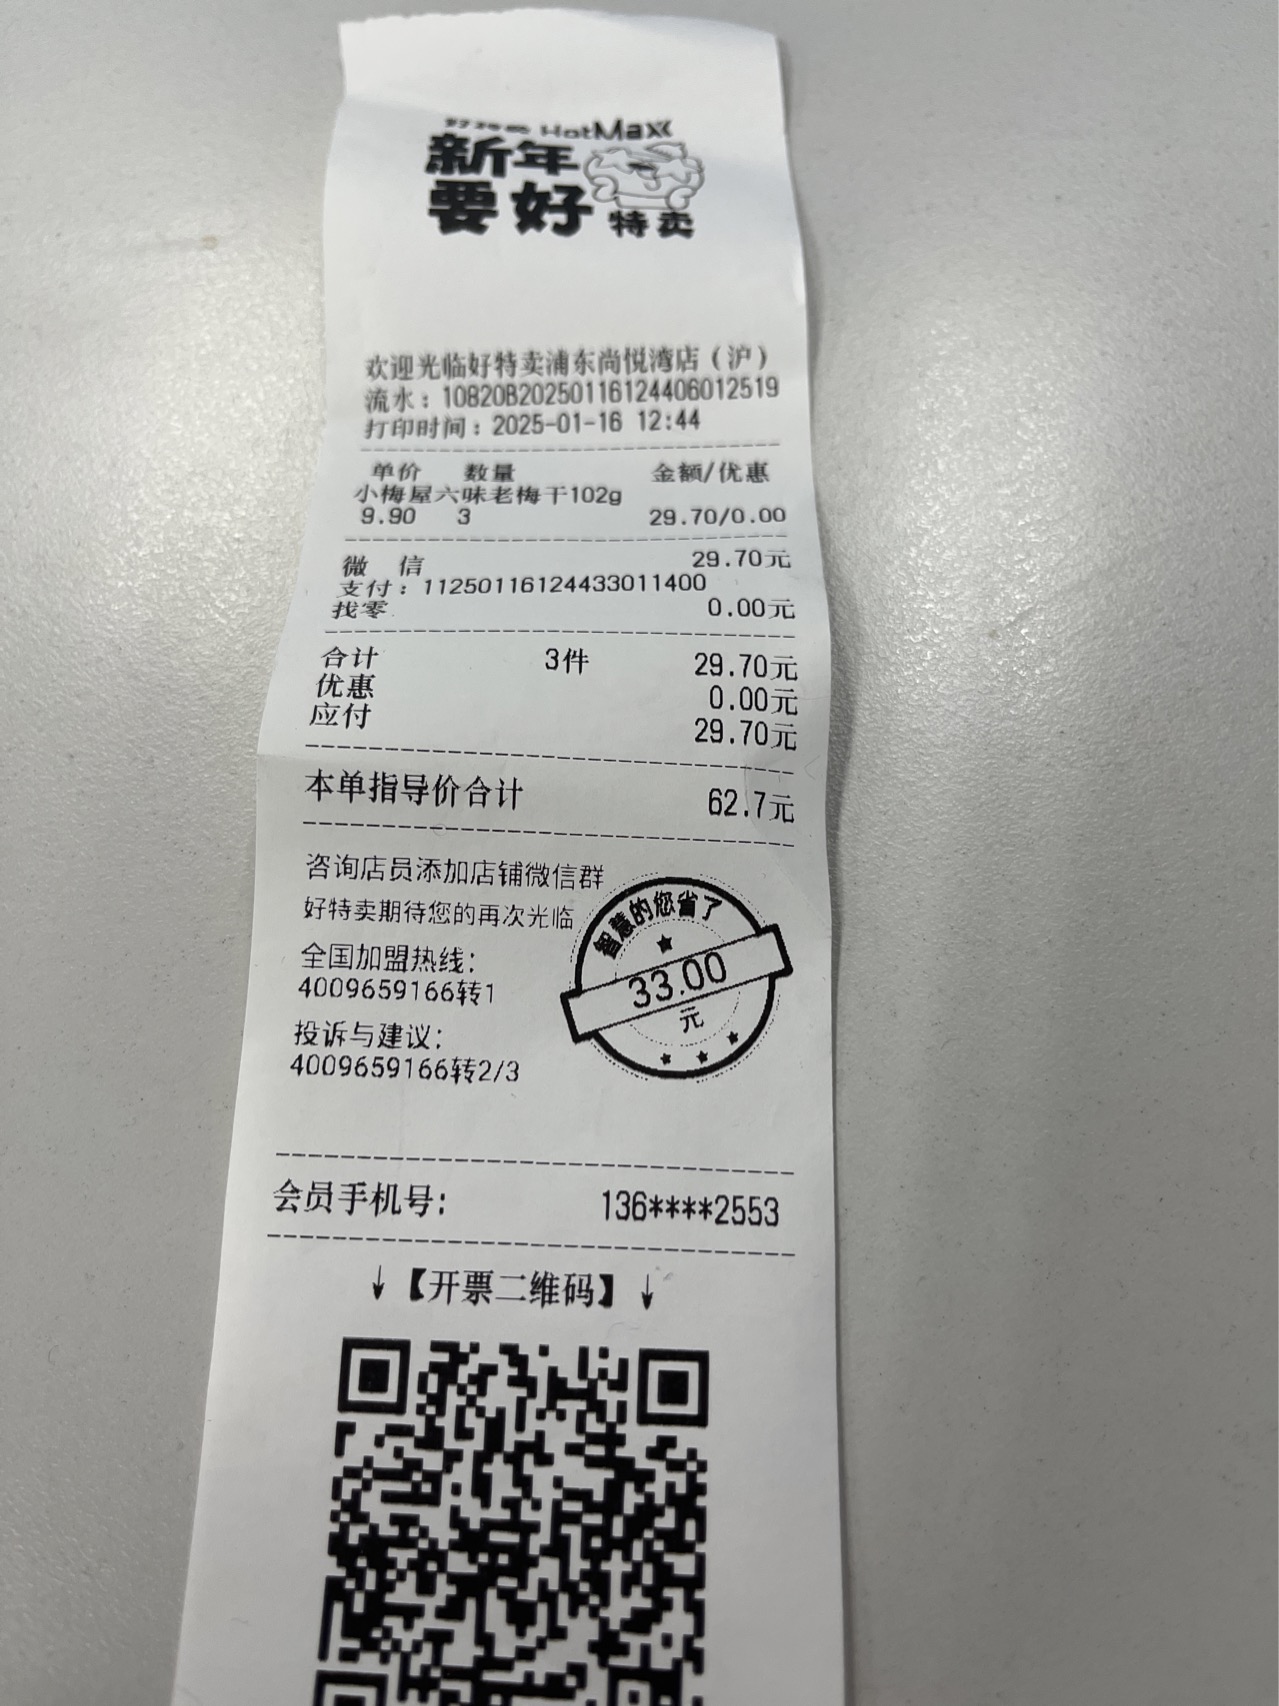 好特卖 HotMaxx
新年
要好 特卖
欢迎光临好特卖浦东尚悦湾店（沪）
流水：10820B20250116124406012519
打印时间：2025-01-16 12:44
单价 数量 金额/优惠
小梅屋六味老梅干102g
9.90 3 29.70/0.00
微 信 29.70元
支付：11250116124433011400
找零 0.00元
合计 3件 29.70元
优惠 0.00元
应付 29.70元
本单指导价合计 62.7元
咨询店员添加店铺微信群
好特卖期待您的再次光临
全国加盟热线：
4009659166转1
投诉与建议：
4009659166转2/3
智慧的您省了
33.00
元
会员手机号： 136****2553
↓【开票二维码】↓